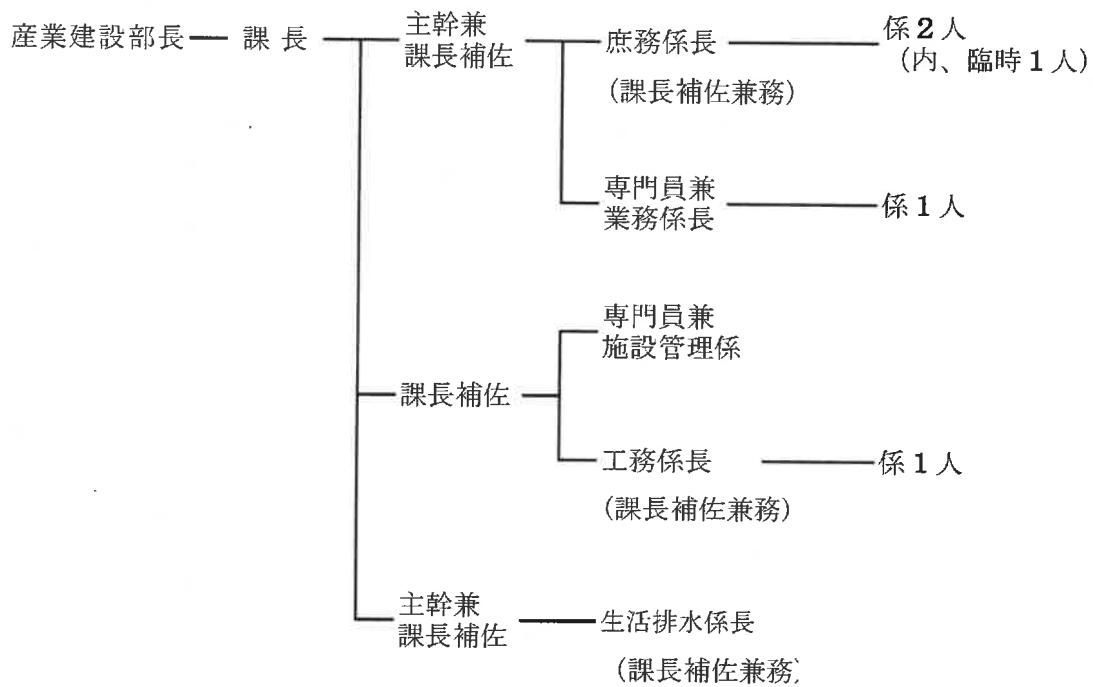 産業建設部長
課長
主幹兼
課長補佐
庶務係長
(課長補佐兼務)
係2人
(内、臨時1人)
専門員兼
業務係長
係1人
課長補佐
専門員兼
施設管理係
工務係長
(課長補佐兼務)
係1人
主幹兼
課長補佐
生活排水係長
(課長補佐兼務)